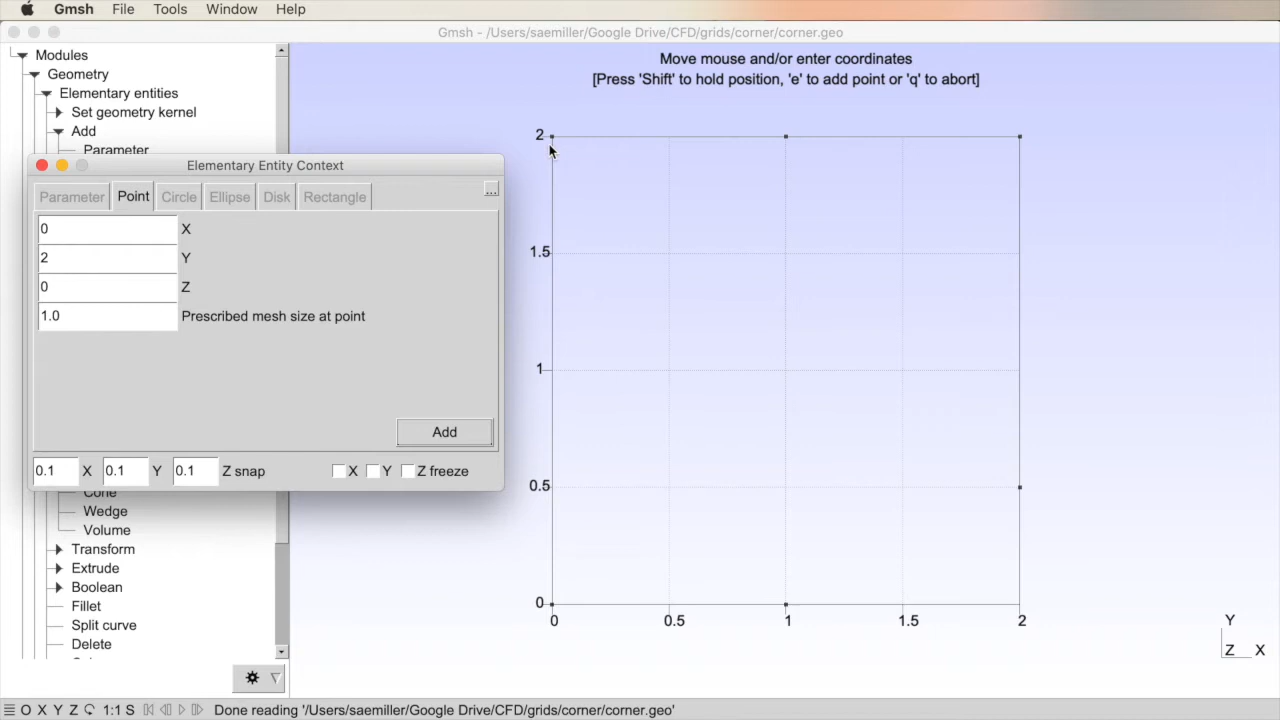 Gmsh File Tools Window Help
Gmsh - /Users/saemiller/Google Drive/CFD/grids/corner/corner.geo
Modules
Geometry
Elementary entities
Set geometry kernel
Add
Parameter
Elementary Entity Context
Parameter Point Circle Ellipse Disk Rectangle ...
0 X
2 Y
0 Z
1.0 Prescribed mesh size at point
Add
0.1 X 0.1 Y 0.1 Z snap X Y Z freeze
Cone
Wedge
Volume
Transform
Extrude
Boolean
Fillet
Split curve
Delete
Move mouse and/or enter coordinates
[Press 'Shift' to hold position, 'e' to add point or 'q' to abort]
2
1.5
1
0.5
0
0 0.5 1 1.5 2
Y
Z X
O X Y Z 1:1 S Done reading '/Users/saemiller/Google Drive/CFD/grids/corner/corner.geo'